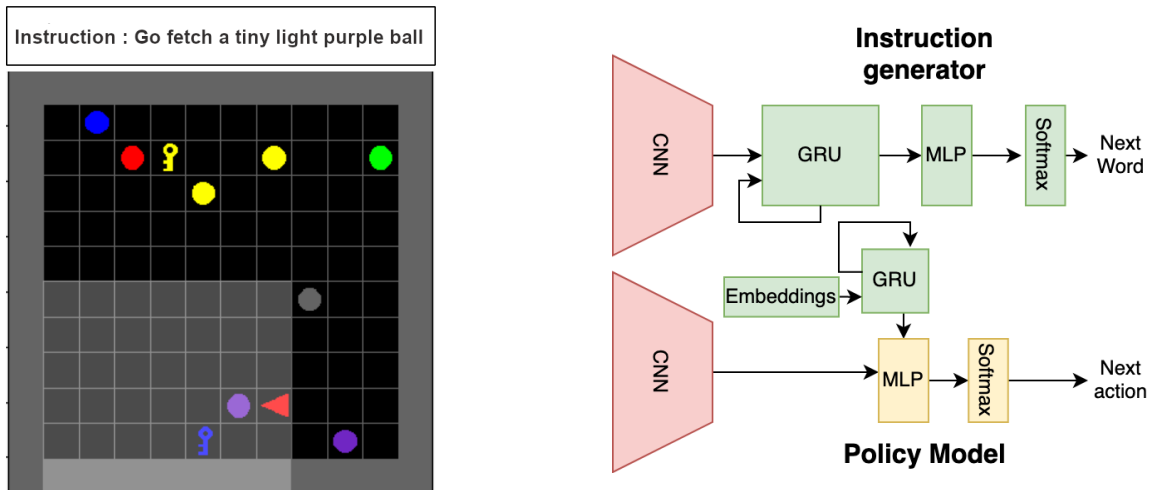 Instruction : Go fetch a tiny light purple ball
Instruction
generator
CNN
GRU
MLP
Softmax
Next
Word
Embeddings
GRU
CNN
MLP
Softmax
Next
action
Policy Model